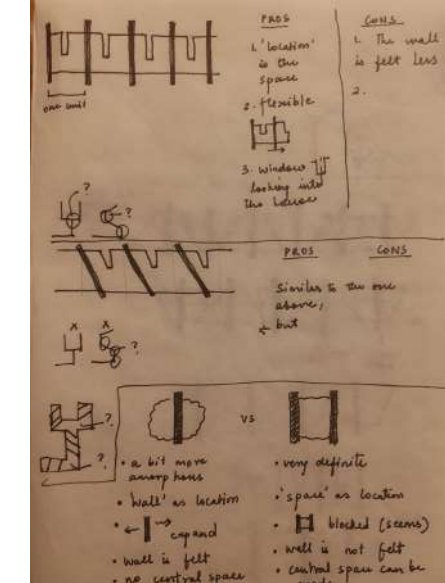 one unit
PROS
1. 'location'
is the
space
2. flexible
3. window
looking into
the house
CONS
1. The wall
is felt less
2.
?
?
PROS
CONS
Similar to the one
above,
but
x
x
?
?
?
vs
• a bit more
amorphous
• 'wall' as location
• expand
• wall is felt
• no central space
• very definite
• 'space' as location
• blocked (seems)
• wall is not felt
• central space can be